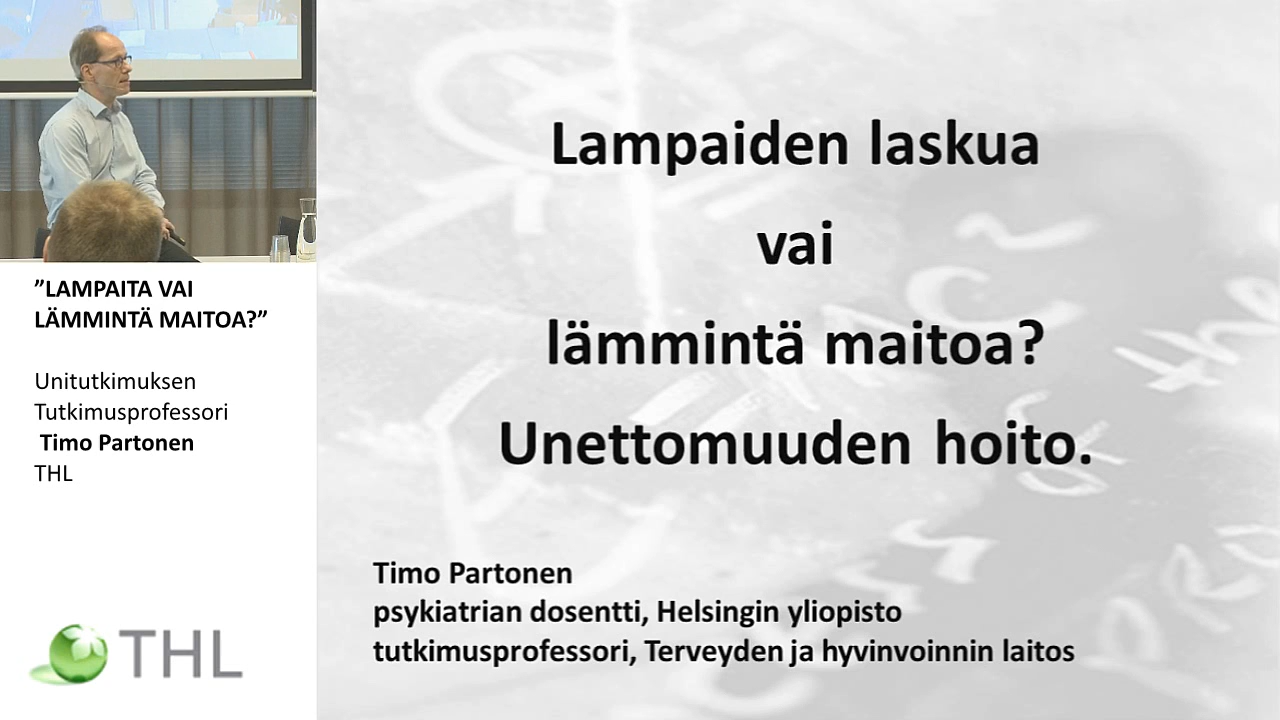 ”LAMPAITA VAI
LÄMMINTÄ MAITOA?”
Unitutkimuksen
Tutkimusprofessori
Timo Partonen
THL
THL
Lampaiden laskua
vai
lämmintä maitoa?
Unettomuuden hoito.
Timo Partonen
psykiatrian dosentti, Helsingin yliopisto
tutkimusprofessori, Terveyden ja hyvinvoinnin laitos